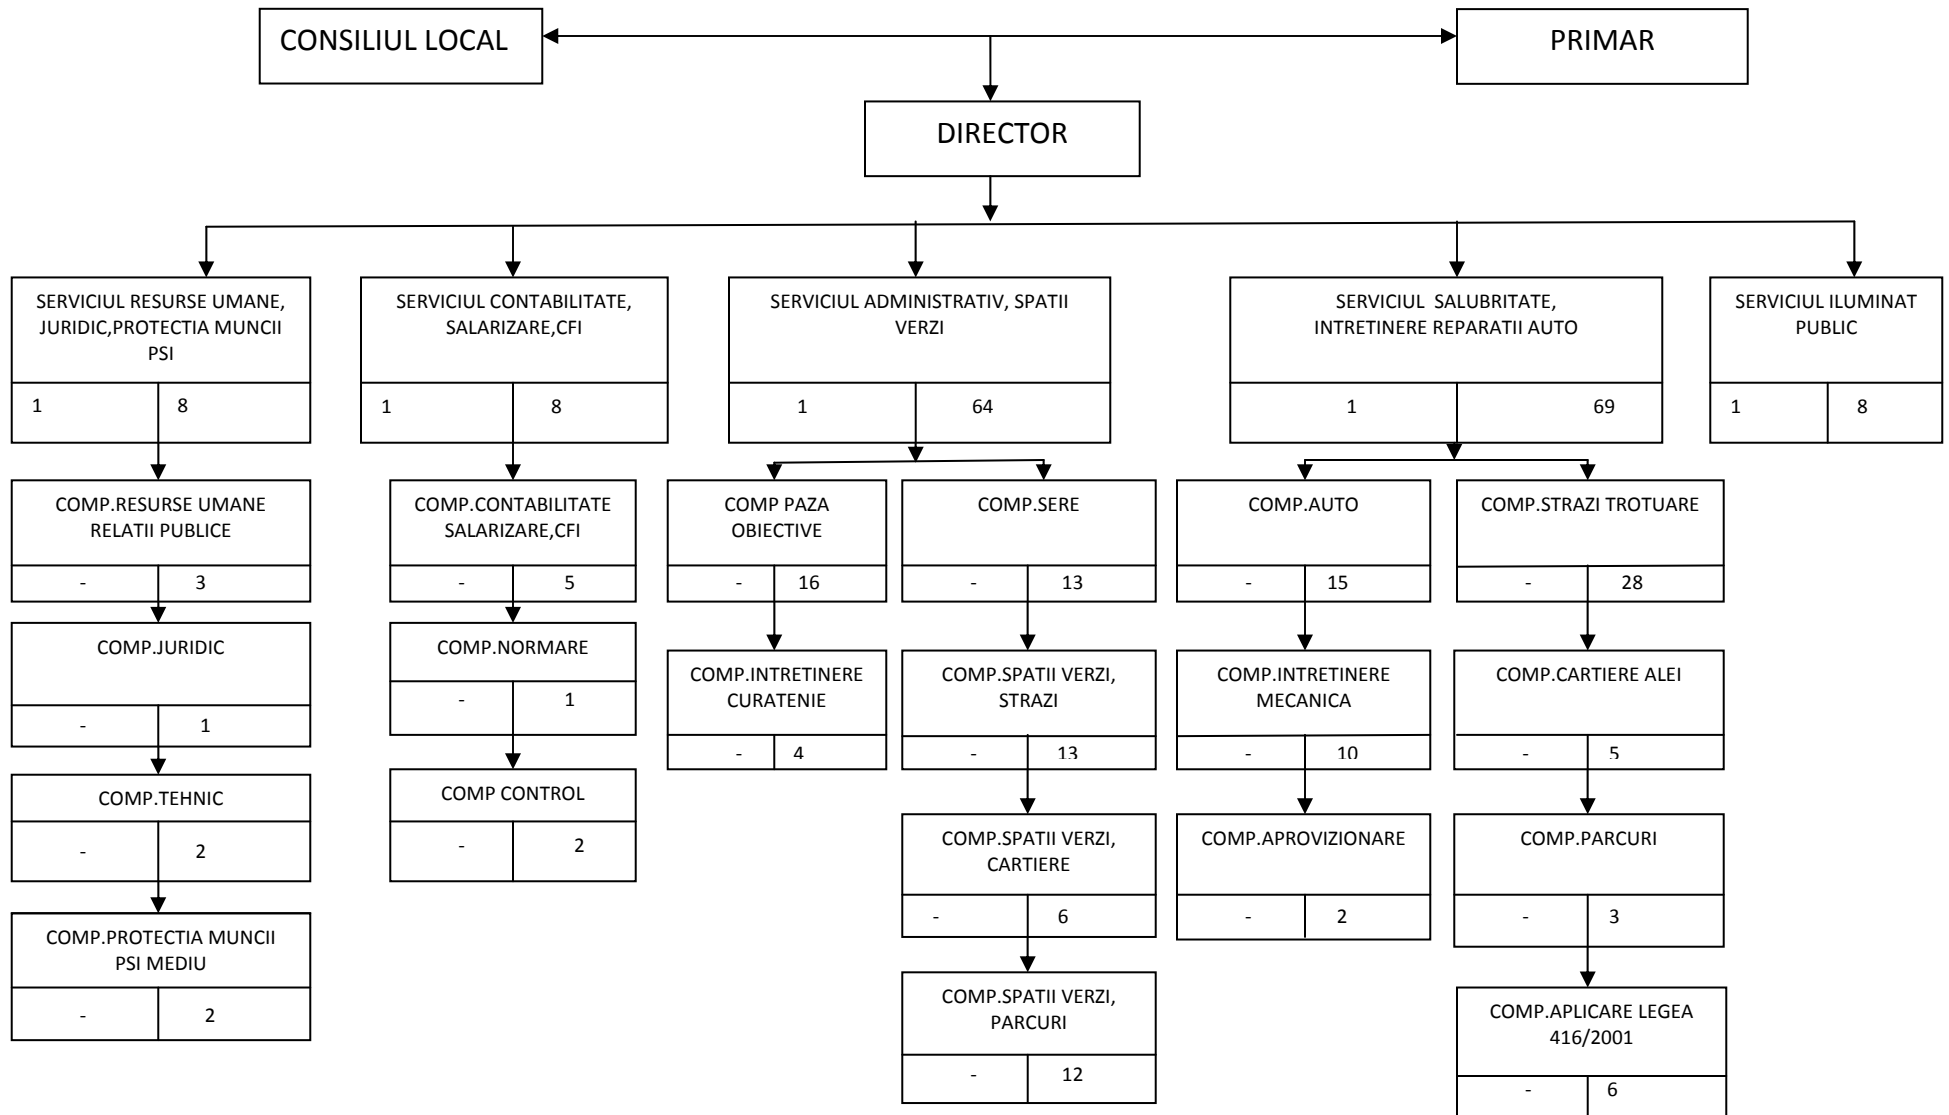 CONSILIUL LOCAL
PRIMAR
DIRECTOR
SERVICIUL RESURSE UMANE,
JURIDIC,PROTECTIA MUNCII
PSI
1 8
SERVICIUL CONTABILITATE,
SALARIZARE,CFI
1 8
SERVICIUL ADMINISTRATIV, SPATII
VERZI
1 64
SERVICIUL SALUBRITATE,
INTRETINERE REPARATII AUTO
1 69
SERVICIUL ILUMINAT
PUBLIC
1 8
COMP.RESURSE UMANE
RELATII PUBLICE
- 3
COMP.JURIDIC
- 1
COMP.TEHNIC
- 2
COMP.PROTECTIA MUNCII
PSI MEDIU
- 2
COMP.CONTABILITATE
SALARIZARE,CFI
- 5
COMP.NORMARE
- 1
COMP CONTROL
- 2
COMP PAZA
OBIECTIVE
- 16
COMP.INTRETINERE
CURATENIE
- 4
COMP.SERE
- 13
COMP.SPATII VERZI,
STRAZI
- 13
COMP.SPATII VERZI,
CARTIERE
- 6
COMP.SPATII VERZI,
PARCURI
- 12
COMP.AUTO
- 15
COMP.INTRETINERE
MECANICA
- 10
COMP.APROVIZIONARE
- 2
COMP.STRAZI TROTUARE
- 28
COMP.CARTIERE ALEI
- 5
COMP.PARCURI
- 3
COMP.APLICARE LEGEA
416/2001
- 6